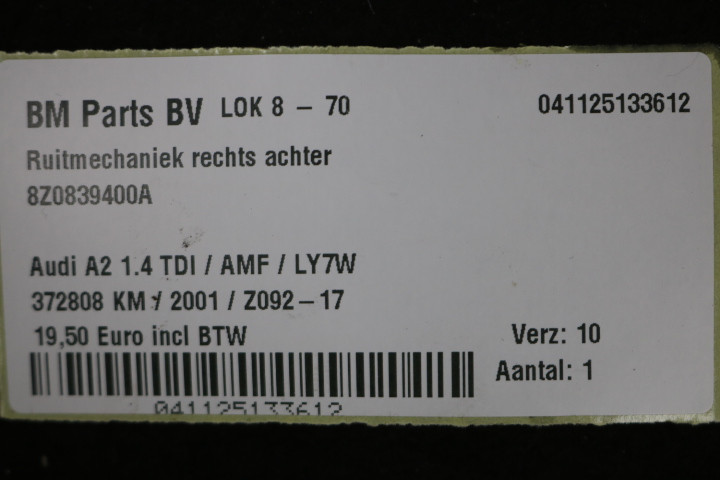 BM Parts BV LOK 8 - 70 041125133612
Ruitmechaniek rechts achter
8Z0839400A
Audi A2 1.4 TDI / AMF / LY7W
372808 KM / 2001 / Z092-17
19,50 Euro incl BTW Verz: 10
Aantal: 1
041125133612